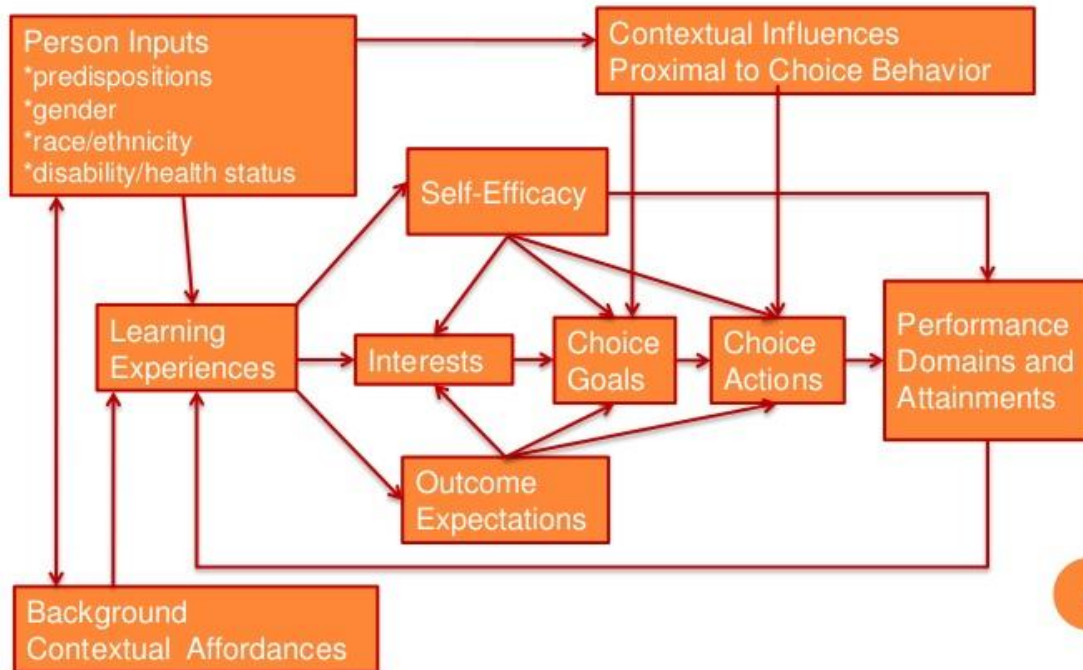 Person Inputs
*predispositions
*gender
*race/ethnicity
*disability/health status
Contextual Influences
Proximal to Choice Behavior
Self-Efficacy
Learning
Experiences
Interests
Choice
Goals
Choice
Actions
Performance
Domains and
Attainments
Outcome
Expectations
Background
Contextual Affordances